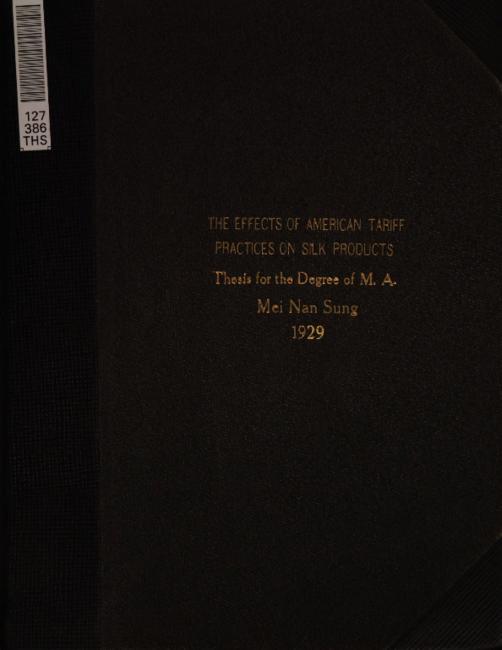 127
386
THS
THE EFFECTS OF AMERICAN TARIFF
PRACTICES ON SILK PRODUCTS
Thesis for the Degree of M. A.
Mei Nan Sung
1929